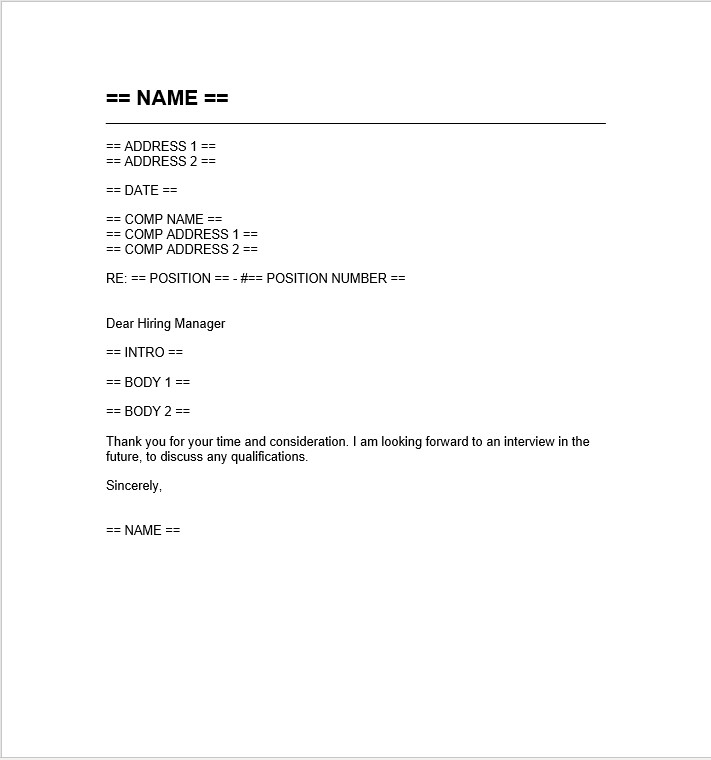 == NAME ==
== ADDRESS 1 ==
== ADDRESS 2 ==
== DATE ==
== COMP NAME ==
== COMP ADDRESS 1 ==
== COMP ADDRESS 2 ==
RE: == POSITION == - #== POSITION NUMBER ==
Dear Hiring Manager
== INTRO ==
== BODY 1 ==
== BODY 2 ==
Thank you for your time and consideration. I am looking forward to an interview in the
future, to discuss any qualifications.
Sincerely,
== NAME ==